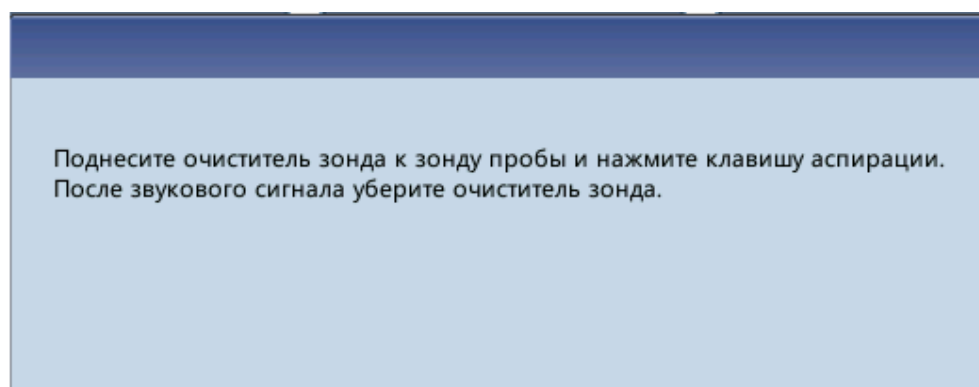 Поднесите очиститель зонда к зонду пробы и нажмите клавишу аспирации.
После звукового сигнала уберите очиститель зонда.